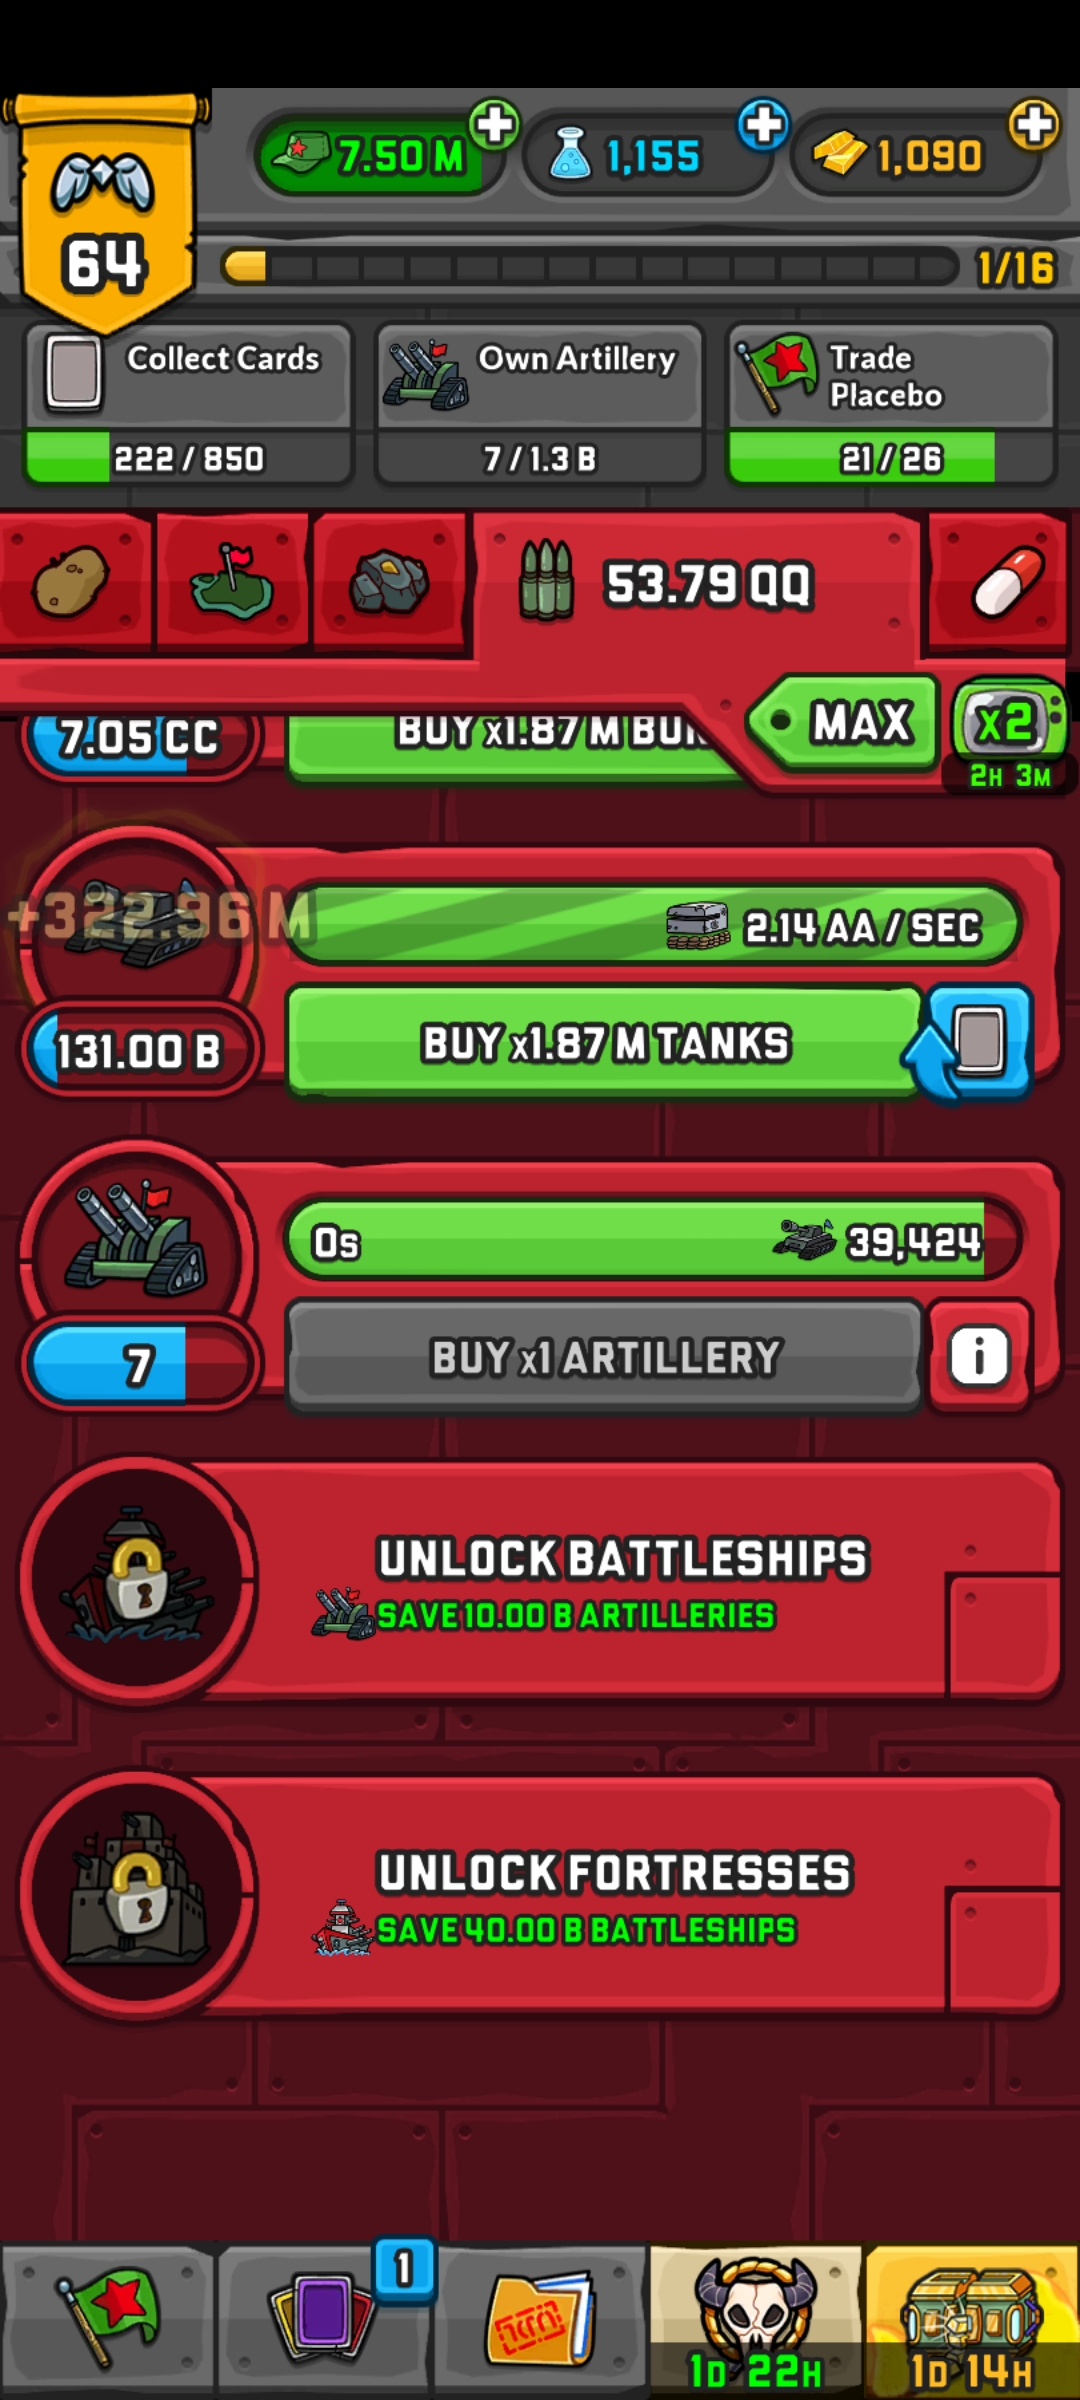 7.50 M
1,155
1,090
64
1/16
Collect Cards
222 / 850
Own Artillery
7 / 1.3 B
Trade
Placebo
21 / 26
53.79 QQ
MAX
x2
2H 3M
7.05 CC
BUY x1.87 M
+322.96 M
2.14 AA / SEC
131.00 B
BUY x1.87 M TANKS
0s
39,424
7
BUY x1 ARTILLERY
i
UNLOCK BATTLESHIPS
SAVE 10.00 B ARTILLERIES
UNLOCK FORTRESSES
SAVE 40.00 B BATTLESHIPS
1
1D 22H
1D 14H